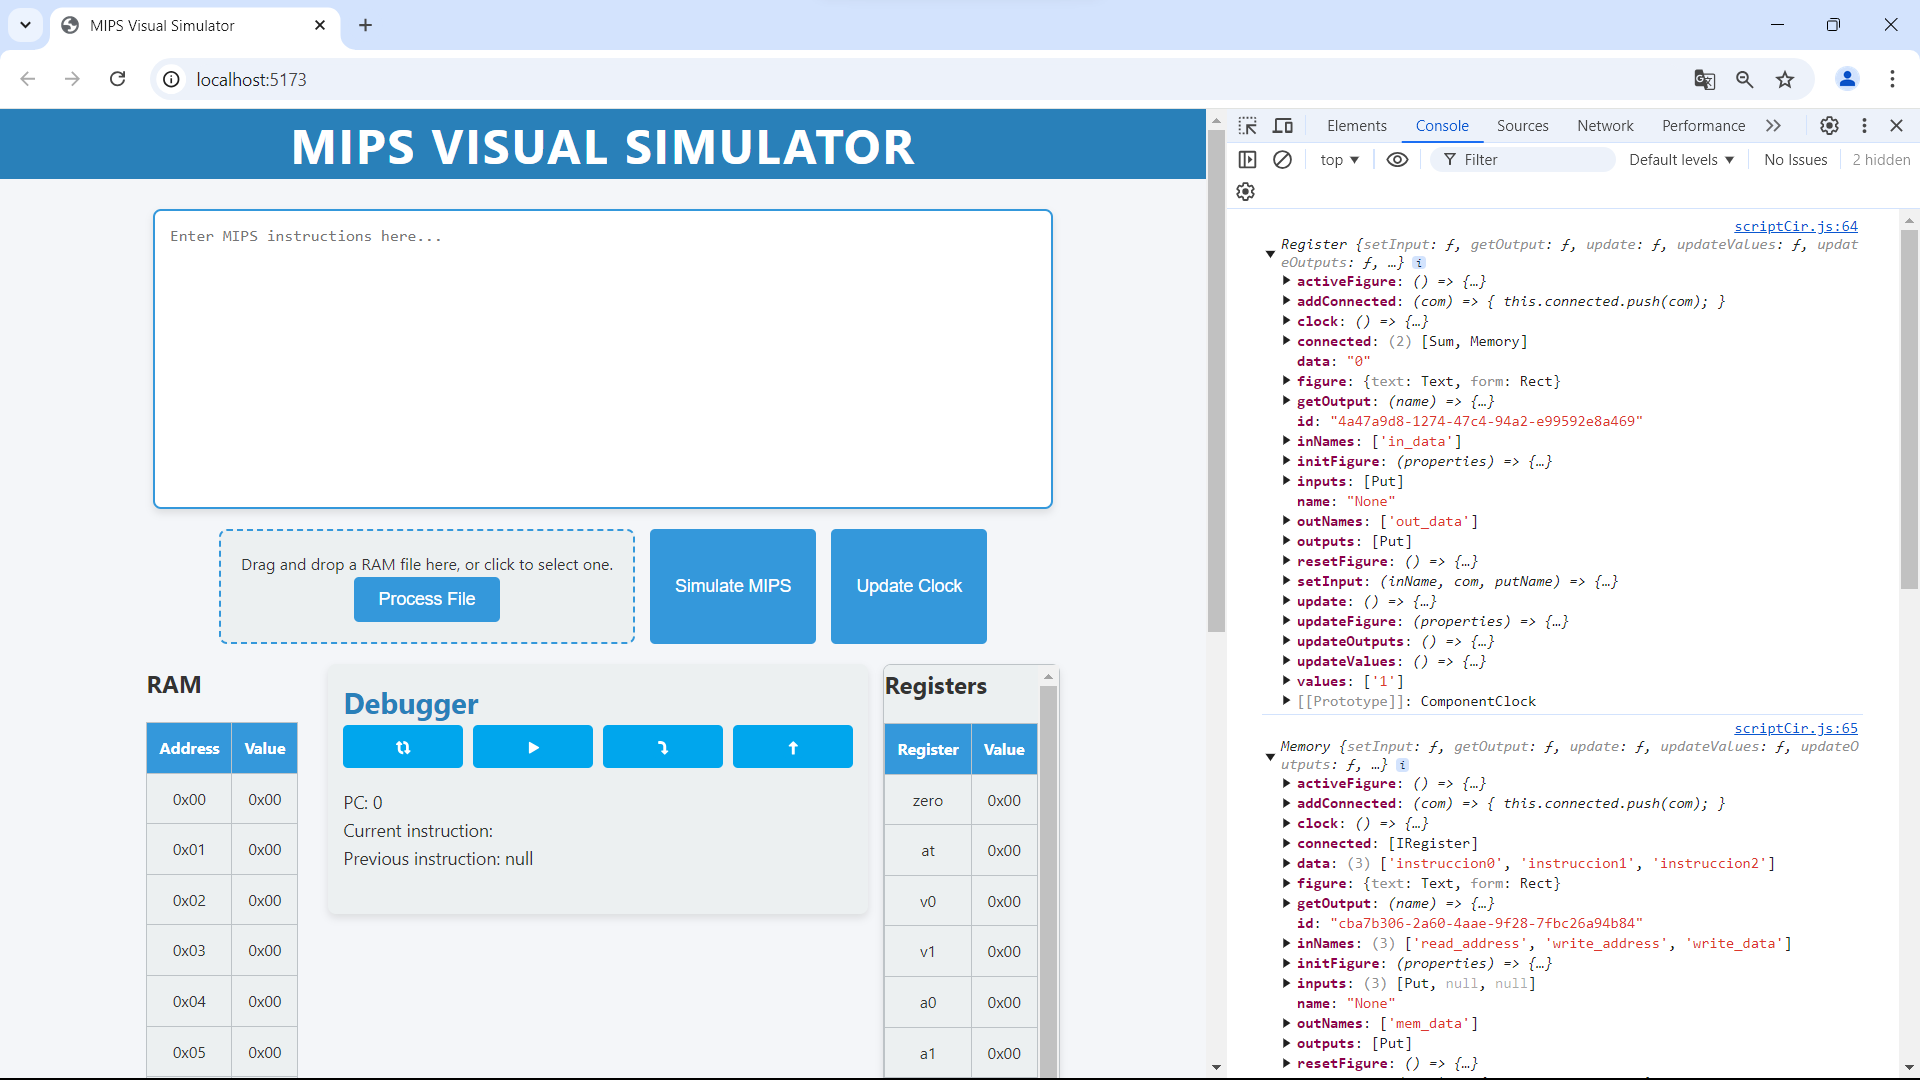 MIPS Visual Simulator
localhost:5173
MIPS VISUAL SIMULATOR
Enter MIPS instructions here...
Drag and drop a RAM file here, or click to select one.
Process File
Simulate MIPS
Update Clock
RAM
Address Value
0x00 0x00
0x01 0x00
0x02 0x00
0x03 0x00
0x04 0x00
0x05 0x00
Debugger
PC: 0
Current instruction:
Previous instruction: null
Registers
Register Value
zero 0x00
at 0x00
v0 0x00
v1 0x00
a0 0x00
a1 0x00
Elements Console Sources Network Performance
top Filter Default levels No Issues 2 hidden
scriptCir.js:64
Register {setInput: ƒ, getOutput: ƒ, update: ƒ, updateValues: ƒ, updat
eOutputs: ƒ, …}
activeFigure: () => {…}
addConnected: (com) => { this.connected.push(com); }
clock: () => {…}
connected: (2) [Sum, Memory]
data: "0"
figure: {text: Text, form: Rect}
getOutput: (name) => {…}
id: "4a47a9d8-1274-47c4-94a2-e99592e8a469"
inNames: ['in_data']
initFigure: (properties) => {…}
inputs: [Put]
name: "None"
outNames: ['out_data']
outputs: [Put]
resetFigure: () => {…}
setInput: (inName, com, putName) => {…}
update: () => {…}
updateFigure: (properties) => {…}
updateOutputs: () => {…}
updateValues: () => {…}
values: ['1']
[[Prototype]]: ComponentClock
scriptCir.js:65
Memory {setInput: ƒ, getOutput: ƒ, update: ƒ, updateValues: ƒ, updateO
utputs: ƒ, …}
activeFigure: () => {…}
addConnected: (com) => { this.connected.push(com); }
clock: () => {…}
connected: [IRegister]
data: (3) ['instruccion0', 'instruccion1', 'instruccion2']
figure: {text: Text, form: Rect}
getOutput: (name) => {…}
id: "cba7b306-2a60-4aae-9f28-7fbc26a94b84"
inNames: (3) ['read_address', 'write_address', 'write_data']
initFigure: (properties) => {…}
inputs: (3) [Put, null, null]
name: "None"
outNames: ['mem_data']
outputs: [Put]
resetFigure: () => {…}